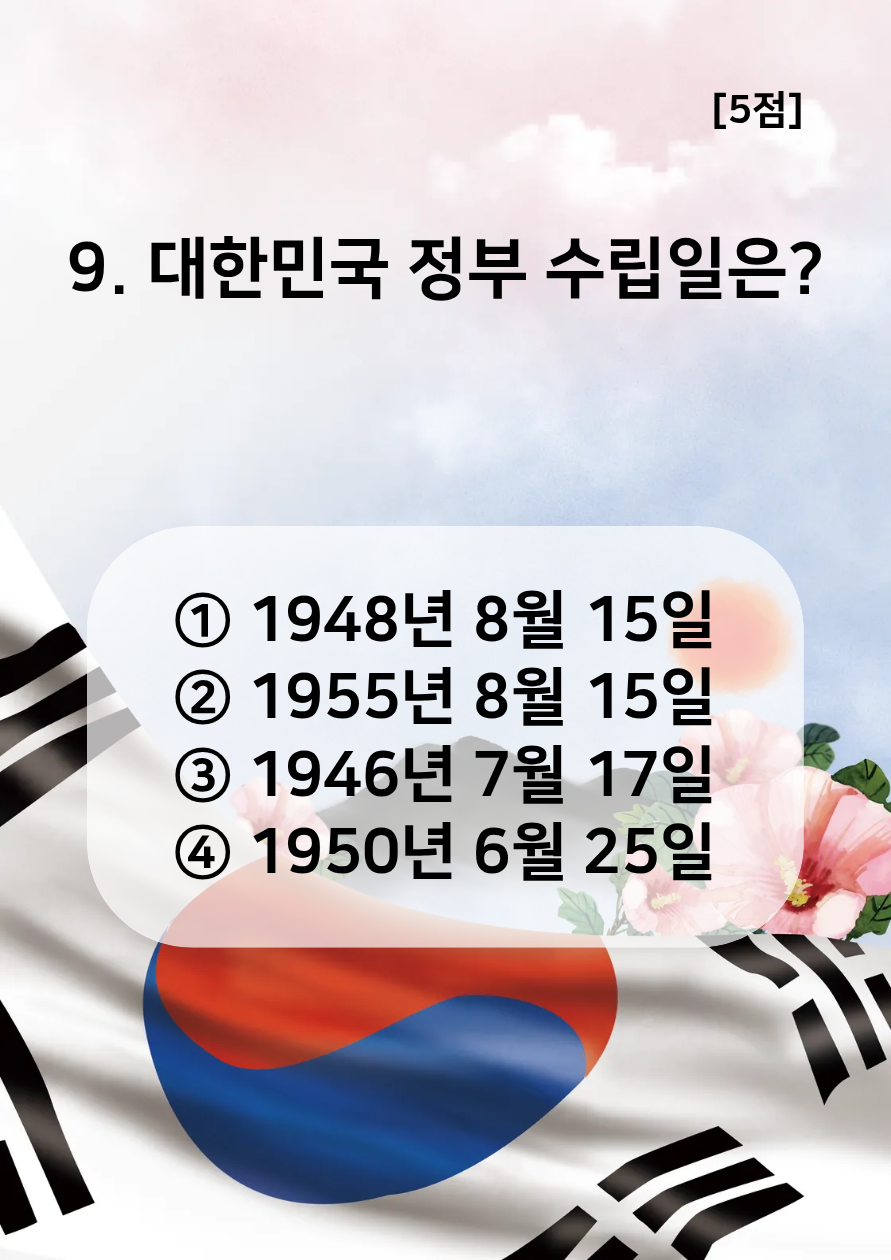 [5점]
9. 대한민국 정부 수립일은?
① 1948년 8월 15일
② 1955년 8월 15일
③ 1946년 7월 17일
④ 1950년 6월 25일